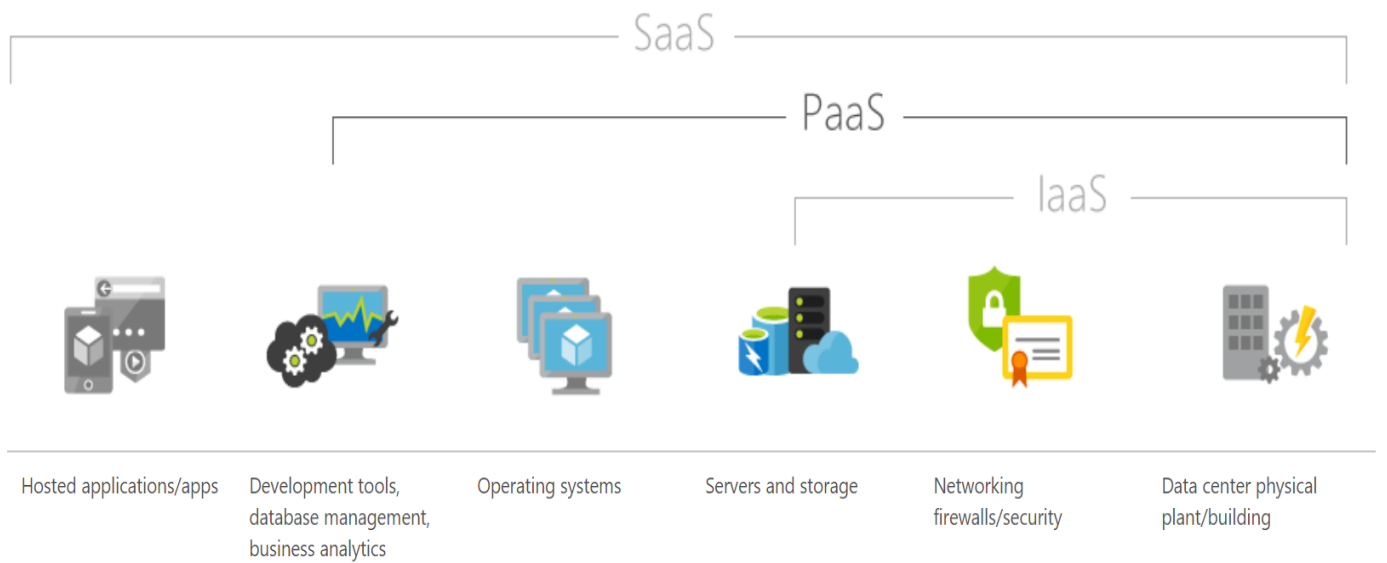 SaaS
PaaS
IaaS
Hosted applications/apps
Development tools,
database management,
business analytics
Operating systems
Servers and storage
Networking
firewalls/security
Data center physical
plant/building